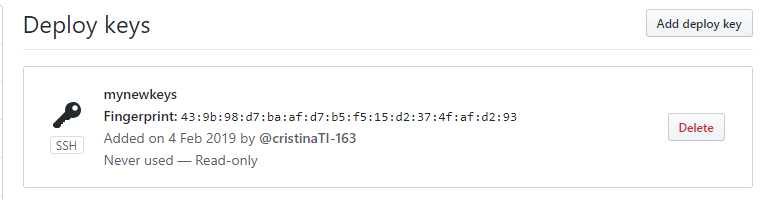 Deploy keys
Add deploy key
mynewkeys
Fingerprint: 43:9b:98:d7:ba:af:d7:b5:f5:15:d2:37:4f:af:d2:93
Added on 4 Feb 2019 by @cristinaTI-163
Never used — Read-only
SSH
Delete